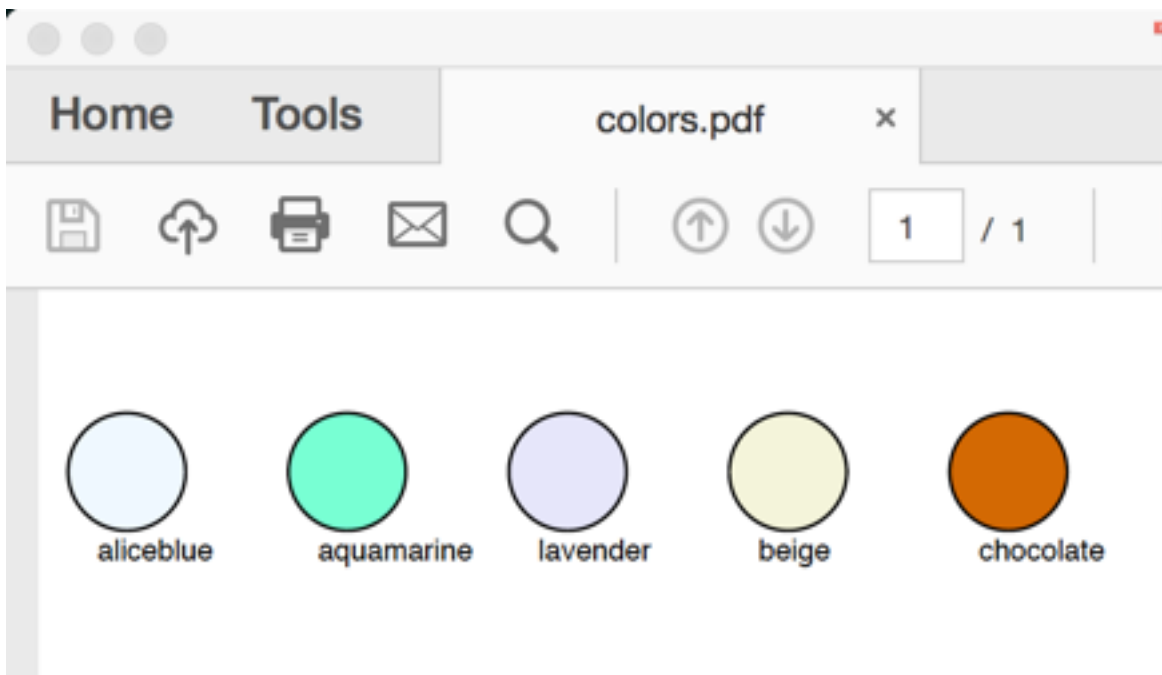 Home Tools colors.pdf ×
1 / 1
aliceblue aquamarine lavender beige chocolate